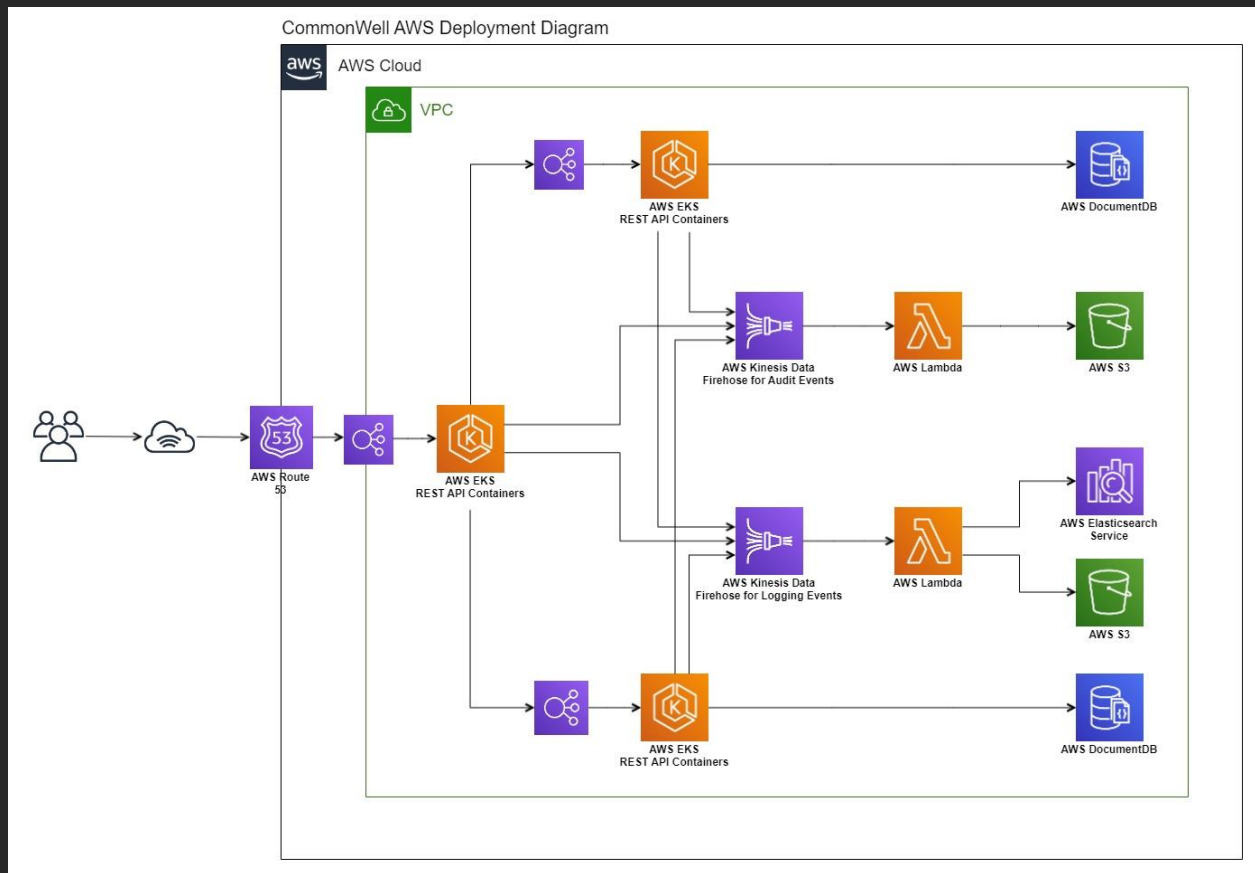 CommonWell AWS Deployment Diagram
aws
AWS Cloud
VPC
AWS EKS
REST API Containers
AWS DocumentDB
AWS Kinesis Data
Firehose for Audit Events
AWS Lambda
AWS S3
53
AWS Route
53
AWS EKS
REST API Containers
AWS Elasticsearch
Service
AWS Kinesis Data
Firehose for Logging Events
AWS Lambda
AWS S3
AWS EKS
REST API Containers
AWS DocumentDB